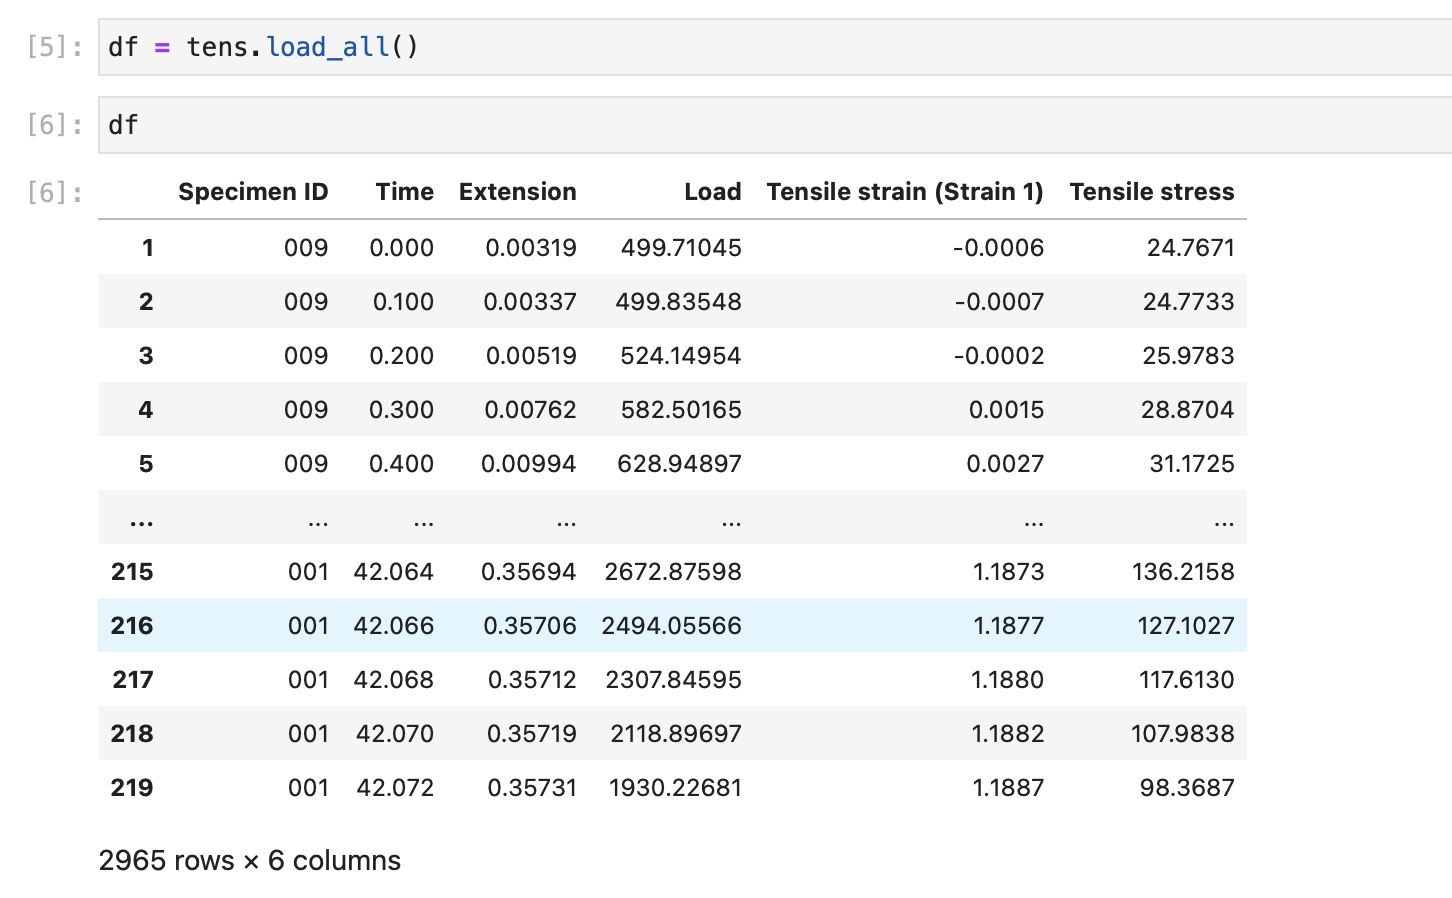 [5]: df = tens.load_all()
[6]: df
[6]: Specimen ID Time Extension Load Tensile strain (Strain 1) Tensile stress
1 009 0.000 0.00319 499.71045 -0.0006 24.7671
2 009 0.100 0.00337 499.83548 -0.0007 24.7733
3 009 0.200 0.00519 524.14954 -0.0002 25.9783
4 009 0.300 0.00762 582.50165 0.0015 28.8704
5 009 0.400 0.00994 628.94897 0.0027 31.1725
... ... ... ... ... ... ...
215 001 42.064 0.35694 2672.87598 1.1873 136.2158
216 001 42.066 0.35706 2494.05566 1.1877 127.1027
217 001 42.068 0.35712 2307.84595 1.1880 117.6130
218 001 42.070 0.35719 2118.89697 1.1882 107.9838
219 001 42.072 0.35731 1930.22681 1.1887 98.3687
2965 rows × 6 columns